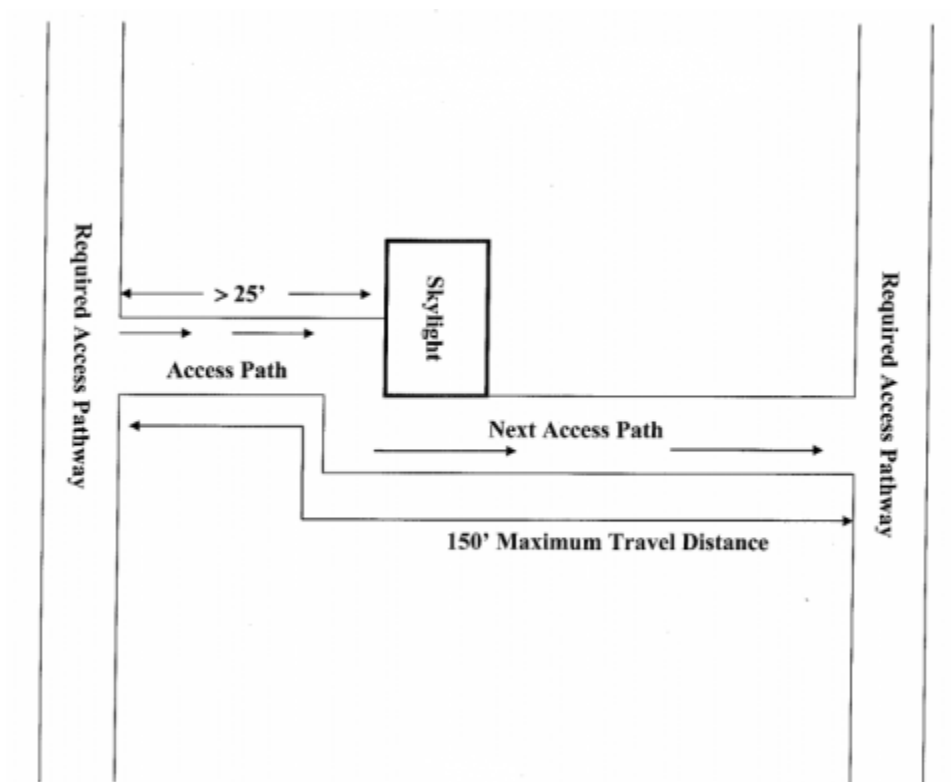 Required Access Pathway
> 25’
Skylight
Access Path
Required Access Pathway
Next Access Path
150’ Maximum Travel Distance